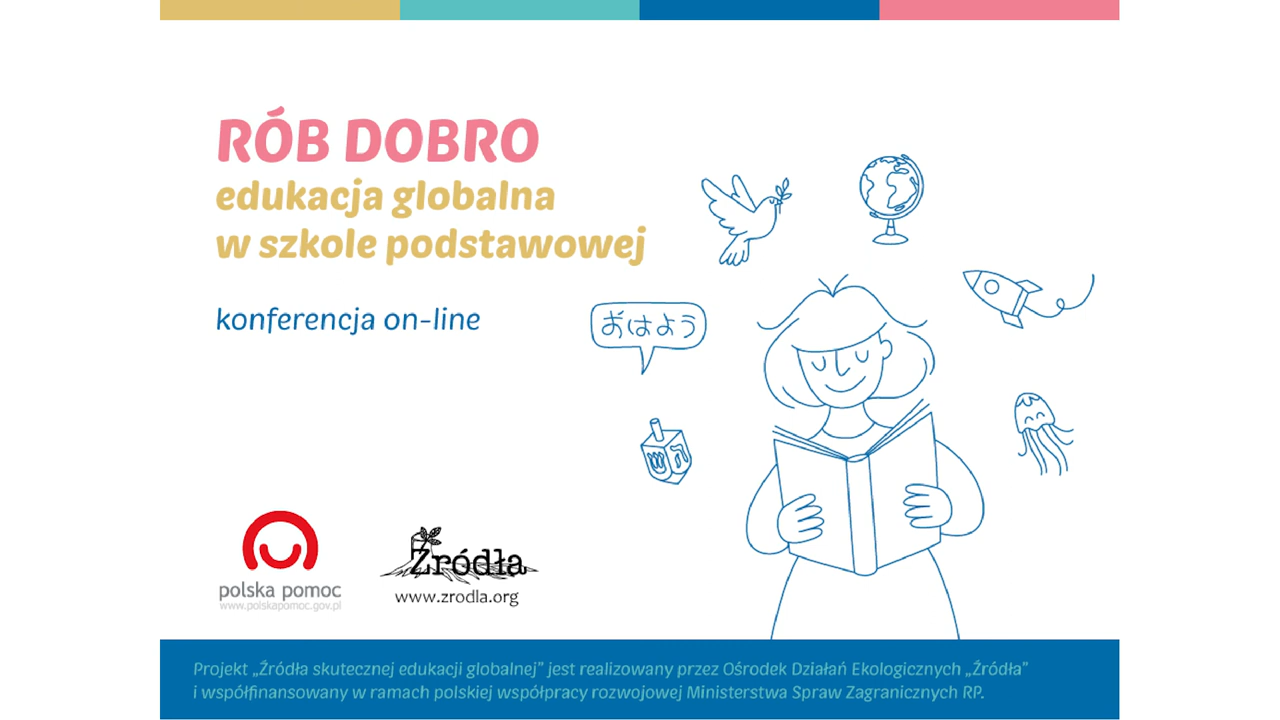 RÓB DOBRO
edukacja globalna
w szkole podstawowej
konferencja on-line
おはよう
ש ה
polska pomoc
www.polskapomoc.gov.pl
Źródła
www.zrodla.org
Projekt „Źródła skutecznej edukacji globalnej” jest realizowany przez Ośrodek Działań Ekologicznych „Źródła”
i współfinansowany w ramach polskiej współpracy rozwojowej Ministerstwa Spraw Zagranicznych RP.